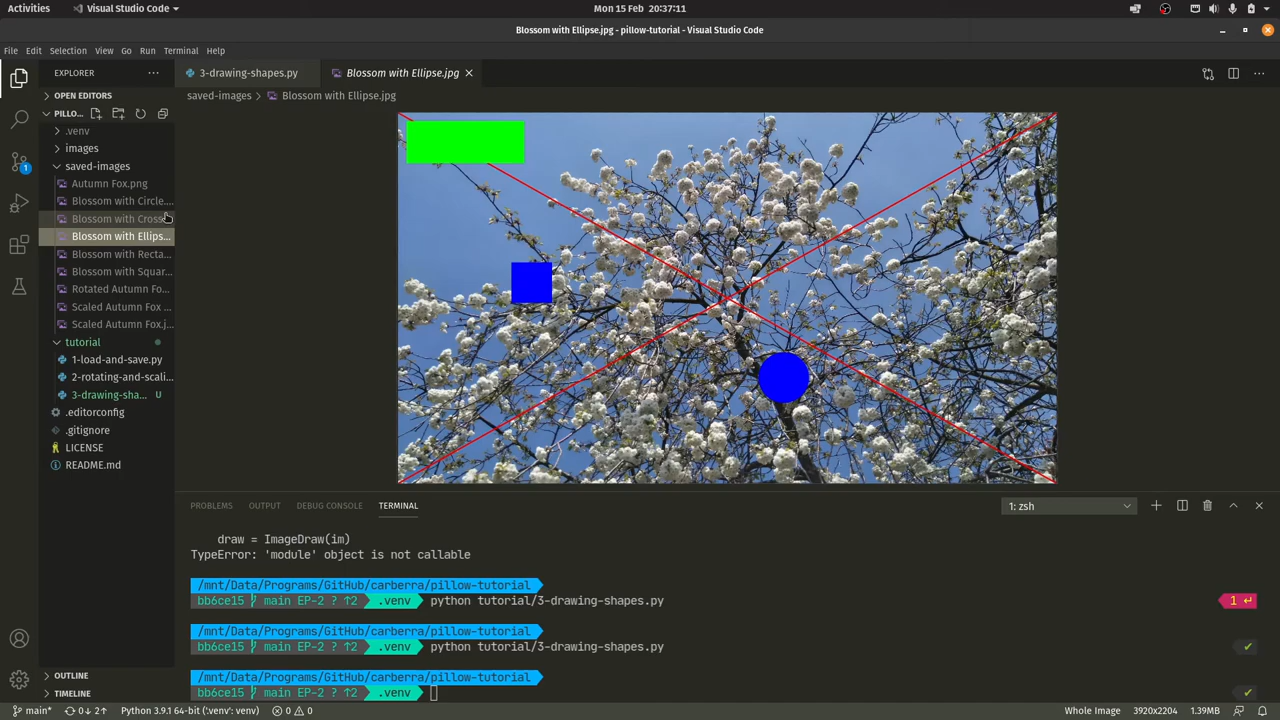 Activities
Visual Studio Code
Mon 15 Feb 20:37:11
Blossom with Ellipse.jpg - pillow-tutorial - Visual Studio Code
File Edit Selection View Go Run Terminal Help
EXPLORER
3-drawing-shapes.py
Blossom with Ellipse.jpg
OPEN EDITORS
saved-images > Blossom with Ellipse.jpg
PILLO...
.venv
images
saved-images
Autumn Fox.png
Blossom with Circle....
Blossom with Cross
Blossom with Ellips...
Blossom with Recta...
Blossom with Squar...
Rotated Autumn Fo...
Scaled Autumn Fox ...
Scaled Autumn Fox.j...
tutorial
1-load-and-save.py
2-rotating-and-scali...
3-drawing-sha... U
.editorconfig
.gitignore
LICENSE
README.md
1
PROBLEMS OUTPUT DEBUG CONSOLE TERMINAL
1: zsh
draw = ImageDraw(im)
TypeError: 'module' object is not callable
/mnt/Data/Programs/GitHub/carberra/pillow-tutorial
bb6ce15 main EP-2 ? ↑2 .venv python tutorial/3-drawing-shapes.py 1 ↵
/mnt/Data/Programs/GitHub/carberra/pillow-tutorial
bb6ce15 main EP-2 ? ↑2 .venv python tutorial/3-drawing-shapes.py ✔
/mnt/Data/Programs/GitHub/carberra/pillow-tutorial
bb6ce15 main EP-2 ? ↑2 .venv ✔
OUTLINE
TIMELINE
main* 0↓ 2↑ Python 3.9.1 64-bit ('.venv': venv) 0 0 Whole Image 3920x2204 1.39MB